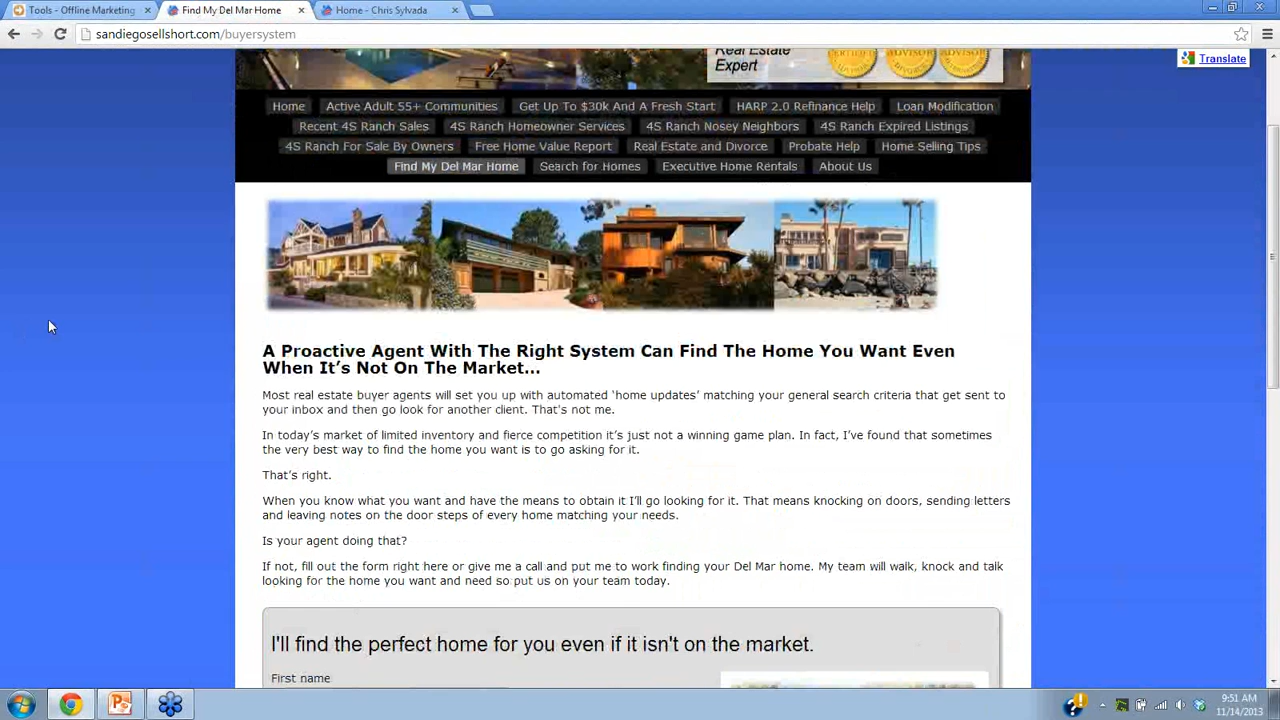 Tools - Offline Marketing
Find My Del Mar Home
Home - Chris Sylvada
sandiegosellshort.com/buyersystem
Real Estate
Expert
CERTIFIED
ADVISOR
ADVISOR
ADVISOR
Translate
Home
Active Adult 55+ Communities
Get Up To $30k And A Fresh Start
HARP 2.0 Refinance Help
Loan Modification
Recent 4S Ranch Sales
4S Ranch Homeowner Services
4S Ranch Nosey Neighbors
4S Ranch Expired Listings
4S Ranch For Sale By Owners
Free Home Value Report
Real Estate and Divorce
Probate Help
Home Selling Tips
Find My Del Mar Home
Search for Homes
Executive Home Rentals
About Us
A Proactive Agent With The Right System Can Find The Home You Want Even
When It’s Not On The Market...
Most real estate buyer agents will set you up with automated ‘home updates’ matching your general search criteria that get sent to
your inbox and then go look for another client. That’s not me.
In today’s market of limited inventory and fierce competition it’s just not a winning game plan. In fact, I’ve found that sometimes
the very best way to find the home you want is to go asking for it.
That’s right.
When you know what you want and have the means to obtain it I’ll go looking for it. That means knocking on doors, sending letters
and leaving notes on the door steps of every home matching your needs.
Is your agent doing that?
If not, fill out the form right here or give me a call and put me to work finding your Del Mar home. My team will walk, knock and talk
looking for the home you want and need so put us on your team today.
I'll find the perfect home for you even if it isn't on the market.
First name
9:51 AM
11/14/2013